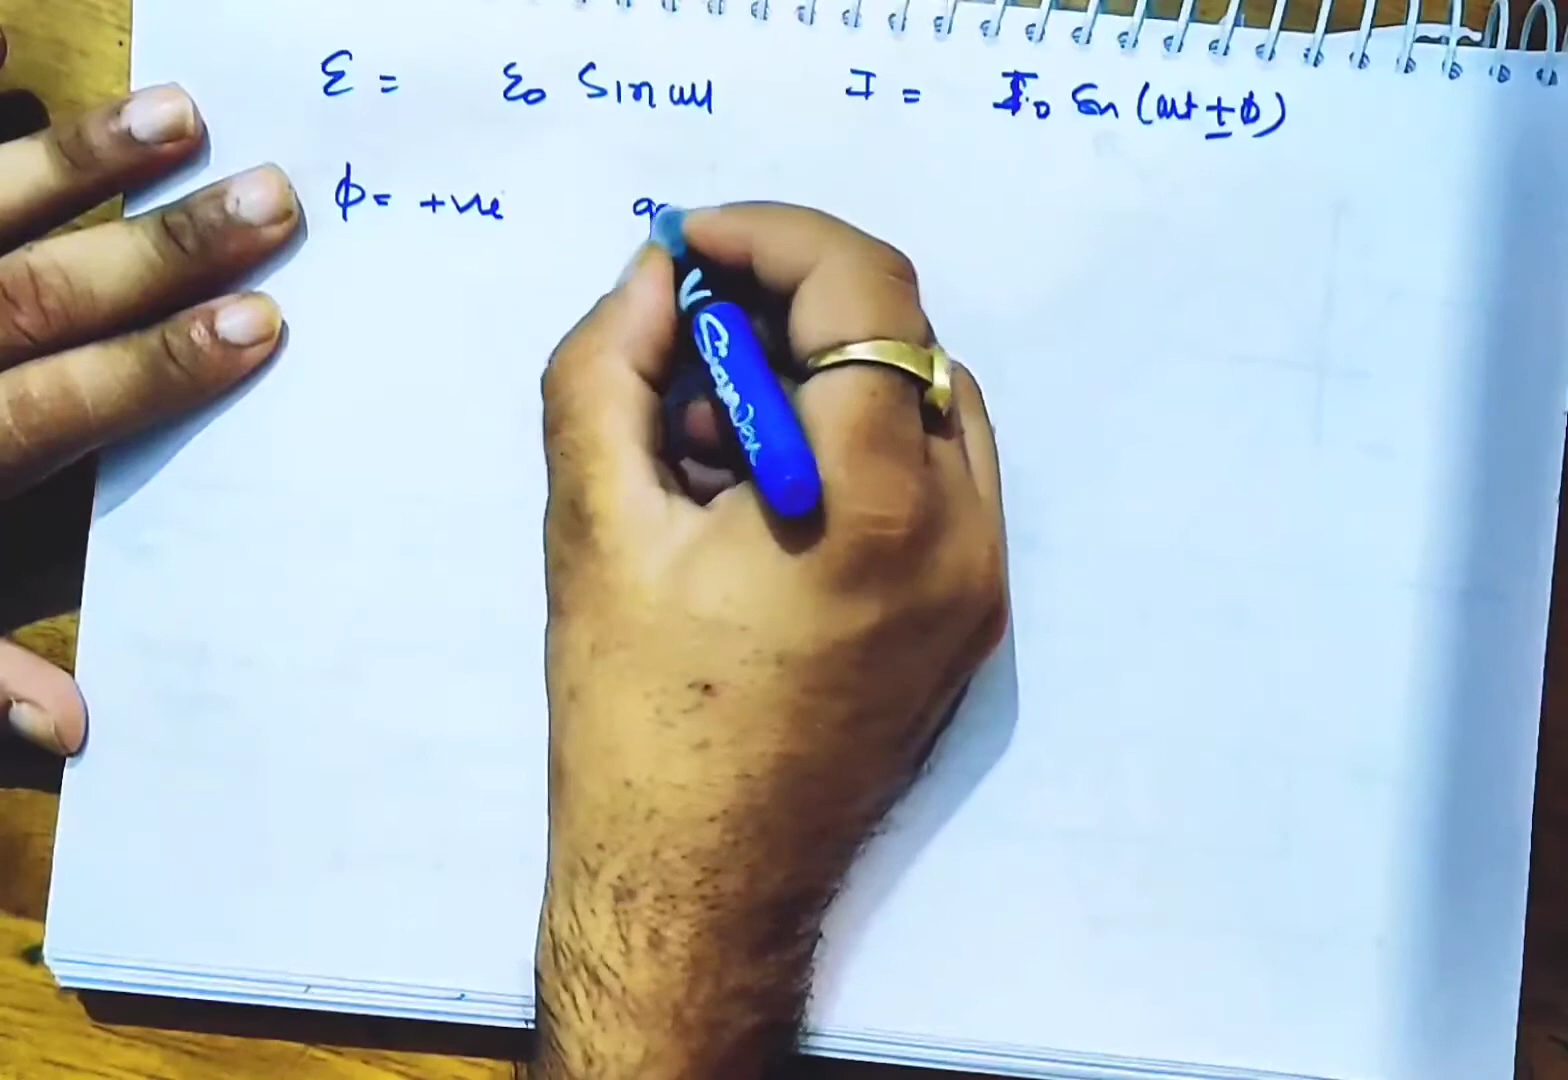 ε = ε₀ Sin ωt I = I₀ Sin (ωt ± φ)
φ = +ve